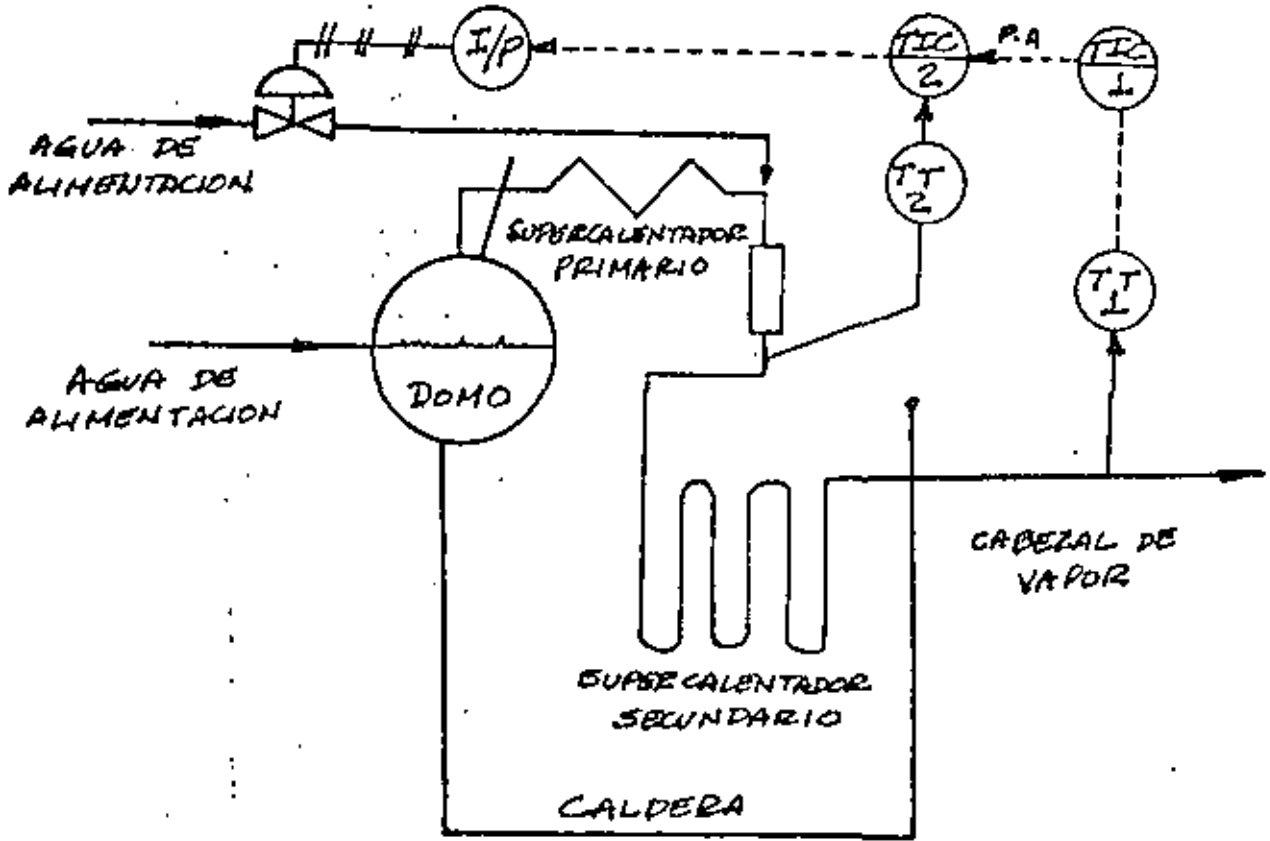 I/P
TIC
2
P.A
TIC
1
AGUA DE
ALIMENTACION
TT
2
SUPERCALENTADOR
PRIMARIO
TT
1
AGUA DE
ALIMENTACION
DOMO
CABEZAL DE
VAPOR
SUPERCALENTADOR
SECUNDARIO
CALDERA